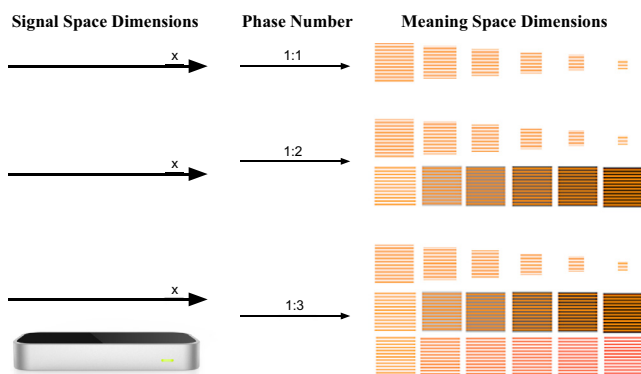 Signal Space Dimensions Phase Number Meaning Space Dimensions
x 1:1
x 1:2
x 1:3